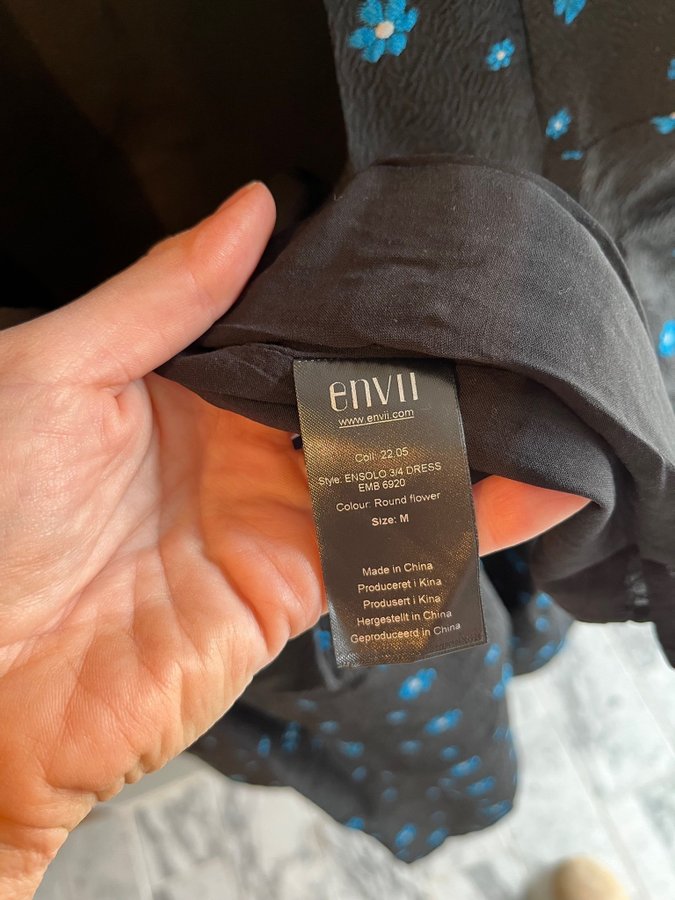 envii
www.envii.com
Coll: 22.05
Style: ENSOLO 3/4 DRESS
EMB 6920
Colour: Round flower
Size: M
Made in China
Produceret i Kina
Produsert i Kina
Hergestellt in China
Geproduceerd in China